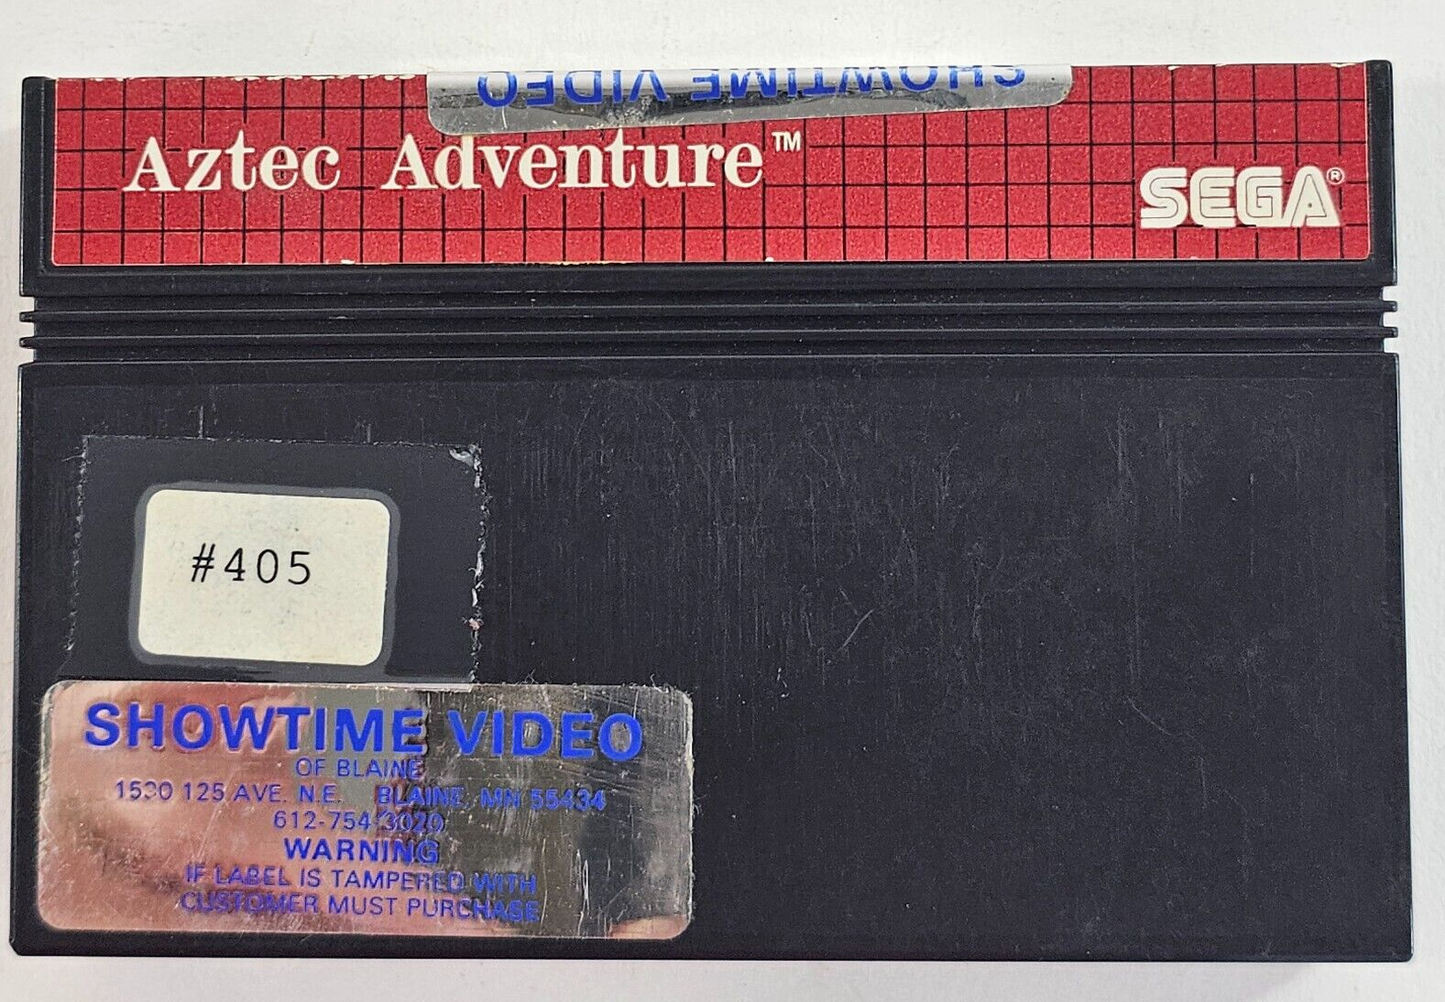 SHOWTIME VIDEO
Aztec Adventure™
SEGA®
#405
SHOWTIME VIDEO
OF BLAINE
125 AVE. N.E. BLAINE, MN 55434
612-754-3020
WARNING
IF LABEL IS TAMPERED WITH
CUSTOMER MUST PURCHASE